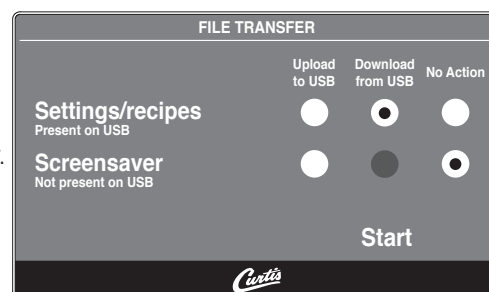 FILE TRANSFER
Upload to USB
Download from USB
No Action
Settings/recipes
Present on USB
Screensaver
Not present on USB
Start
Curtis